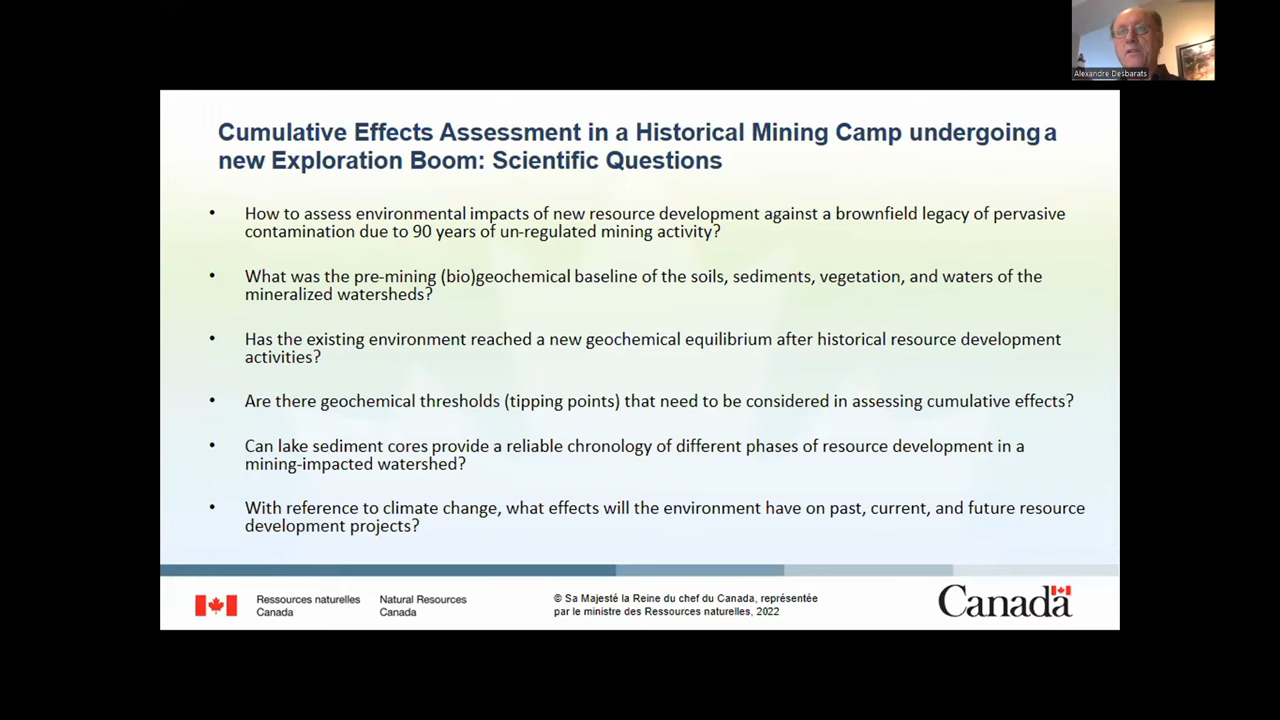 Alexandre Desbarats
Cumulative Effects Assessment in a Historical Mining Camp undergoing a
new Exploration Boom: Scientific Questions
• How to assess environmental impacts of new resource development against a brownfield legacy of pervasive
contamination due to 90 years of un-regulated mining activity?
• What was the pre-mining (bio)geochemical baseline of the soils, sediments, vegetation, and waters of the
mineralized watersheds?
• Has the existing environment reached a new geochemical equilibrium after historical resource development
activities?
• Are there geochemical thresholds (tipping points) that need to be considered in assessing cumulative effects?
• Can lake sediment cores provide a reliable chronology of different phases of resource development in a
mining-impacted watershed?
• With reference to climate change, what effects will the environment have on past, current, and future resource
development projects?
Ressources naturelles
Canada
Natural Resources
Canada
© Sa Majesté la Reine du chef du Canada, représentée
par le ministre des Ressources naturelles, 2022
Canada